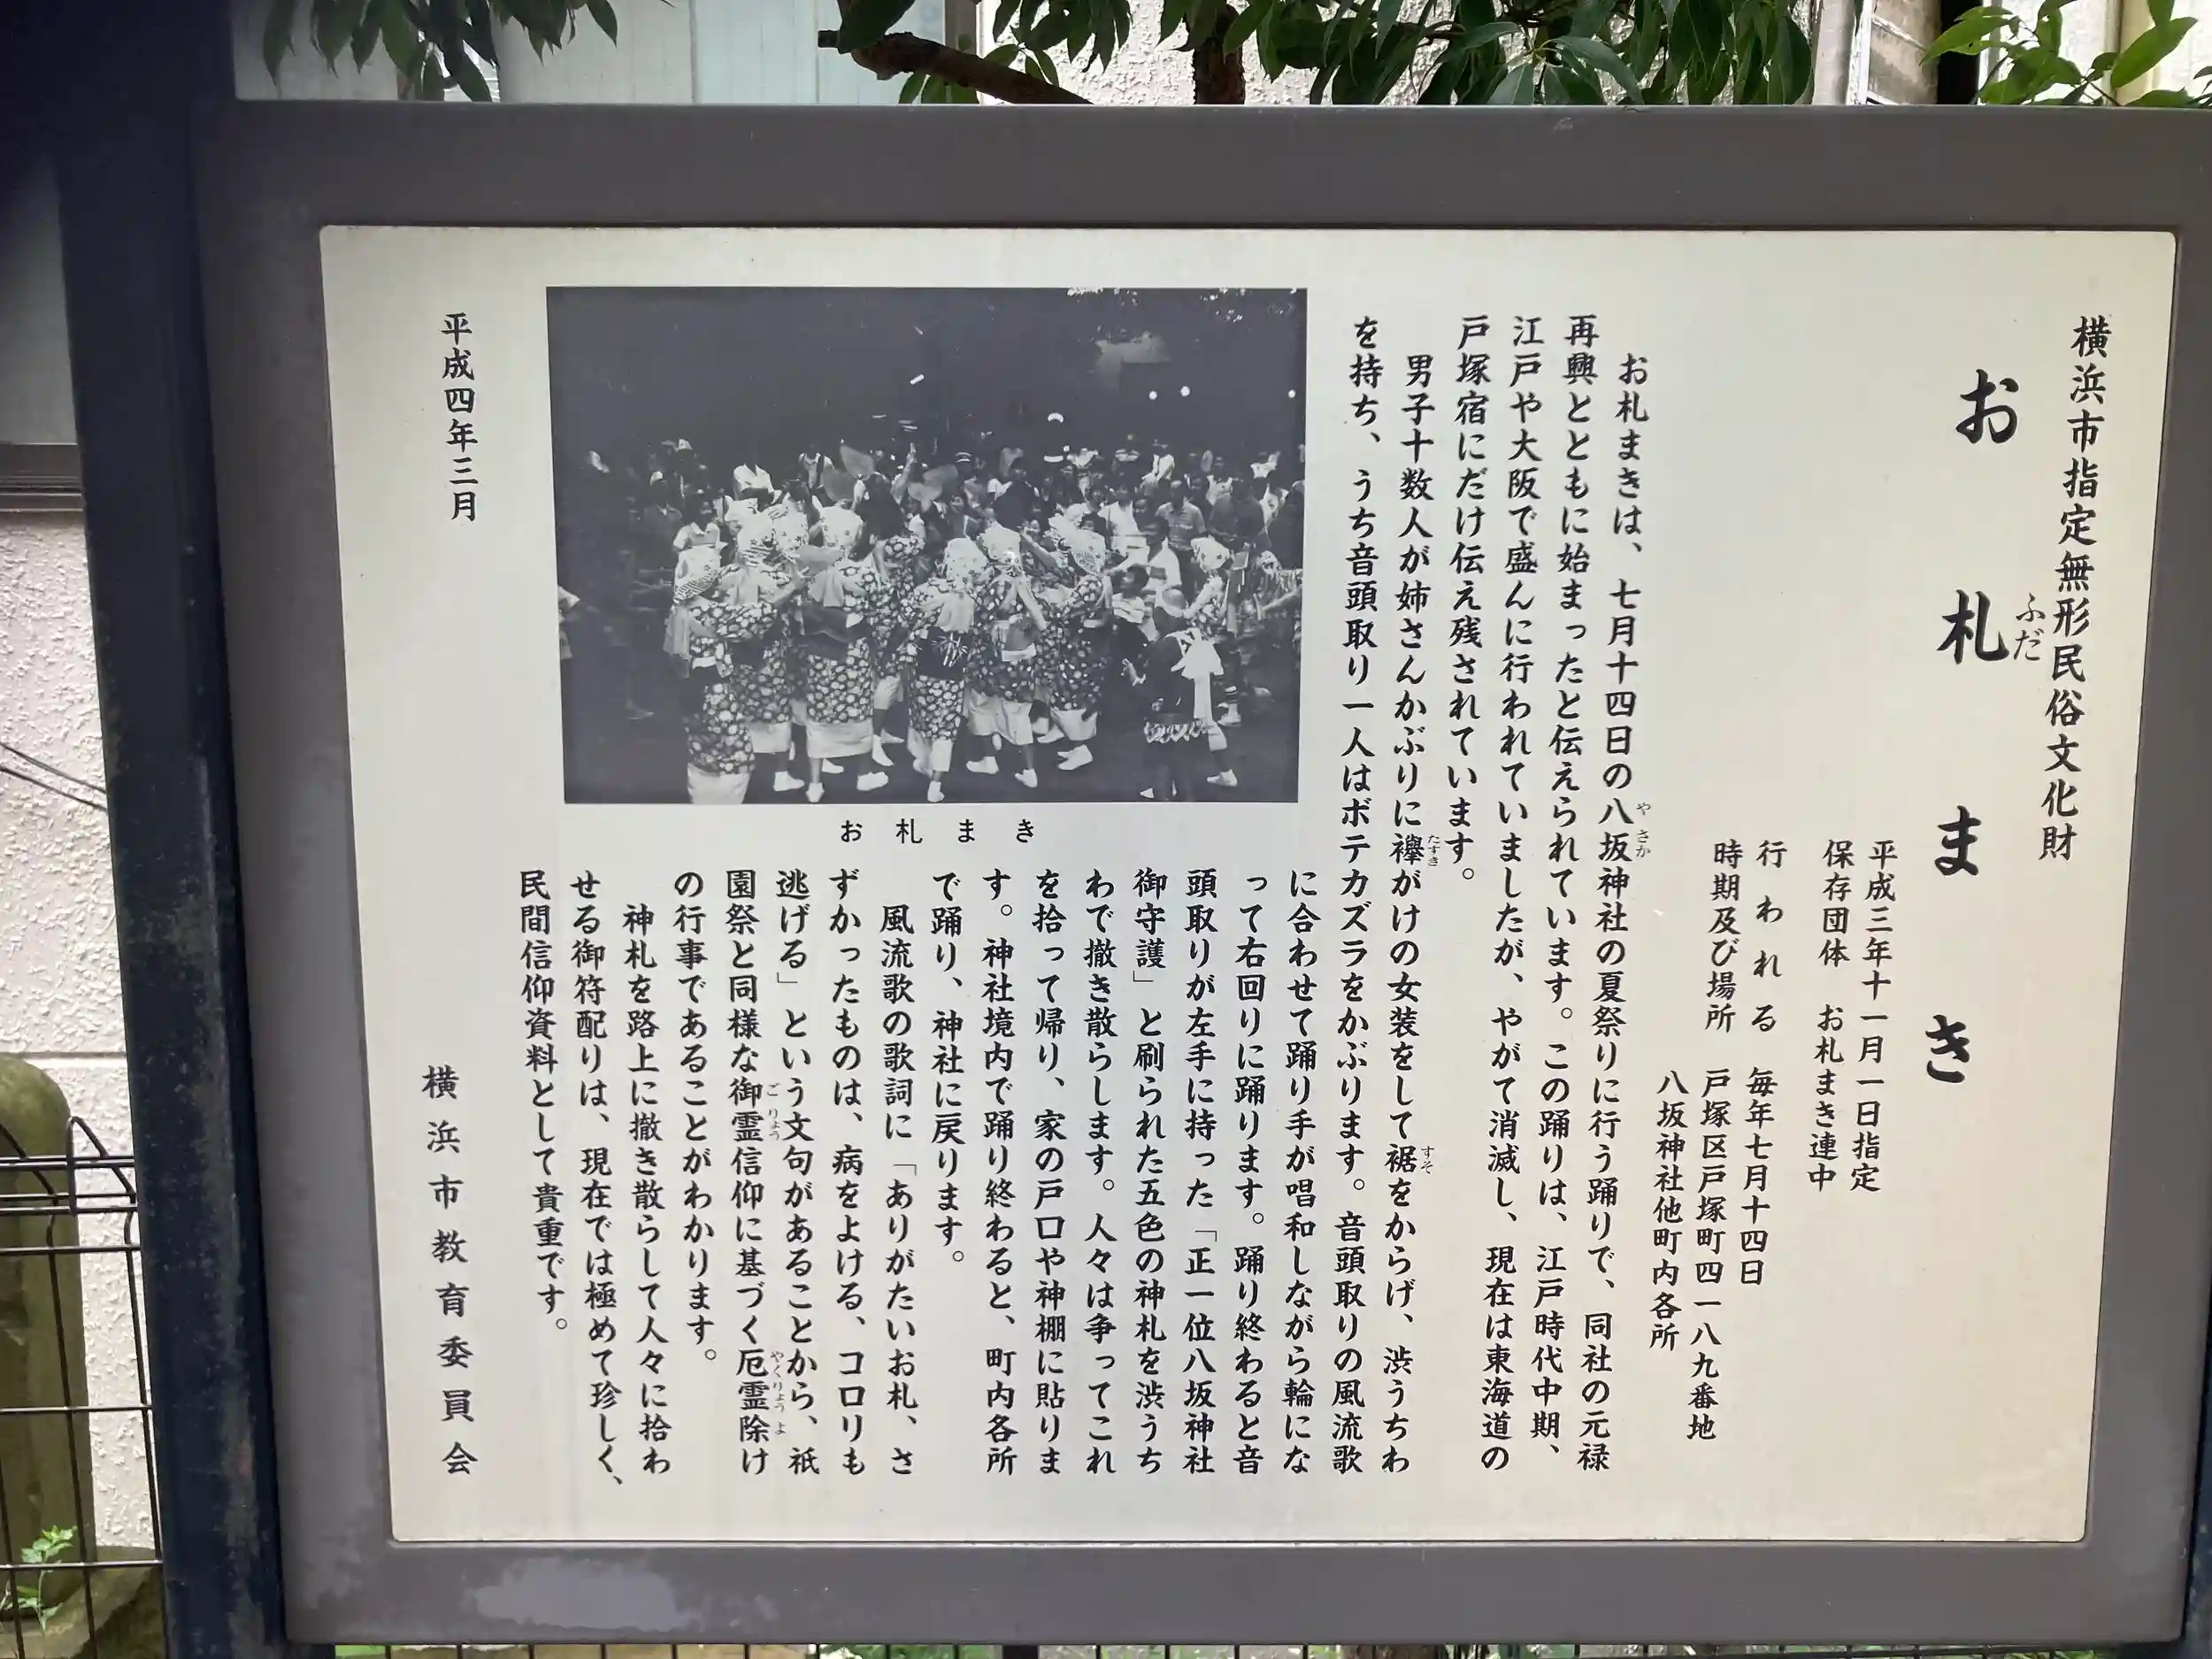 横浜市指定無形民俗文化財
お札まき
ふだ
平成三年十一月一日指定
保存団体　お札まき連中
行われる　毎年七月十四日
時期及び場所　戸塚区戸塚町四一八九番地
八坂神社他町内各所
お札まきは、七月十四日の八坂神社の夏祭りに行う踊りで、同社の元禄
やさか
再興とともに始まったと伝えられています。この踊りは、江戸時代中期、
江戸や大阪で盛んに行われていましたが、やがて消滅し、現在は東海道の
戸塚宿にだけ伝え残されています。
男子十数人が姉さんかぶりに襷がけの女装をして裾をからげ、渋うちわ
たすき
すそ
を持ち、うち音頭取り一人はボテカズラをかぶります。音頭取りの風流歌
に合わせて踊り手が唱和しながら輪にな
って右回りに踊ります。踊り終わると音
頭取りが左手に持った「正一位八坂神社
御守護」と刷られた五色の神札を渋うち
わで撤き散らします。人々は争ってこれ
を拾って帰り、家の戸口や神棚に貼りま
す。神社境内で踊り終わると、町内各所
で踊り、神社に戻ります。
風流歌の歌詞に「ありがたいお札、さ
ずかったものは、病をよける、コロリも
逃げる」という文句があることから、祇
園祭と同様な御霊信仰に基づく厄霊除け
ごりょう
やくりょうよ
の行事であることがわかります。
神札を路上に撤き散らして人々に拾わ
せる御符配りは、現在では極めて珍しく、
民間信仰資料として貴重です。
お札まき
平成四年三月
横浜市教育委員会